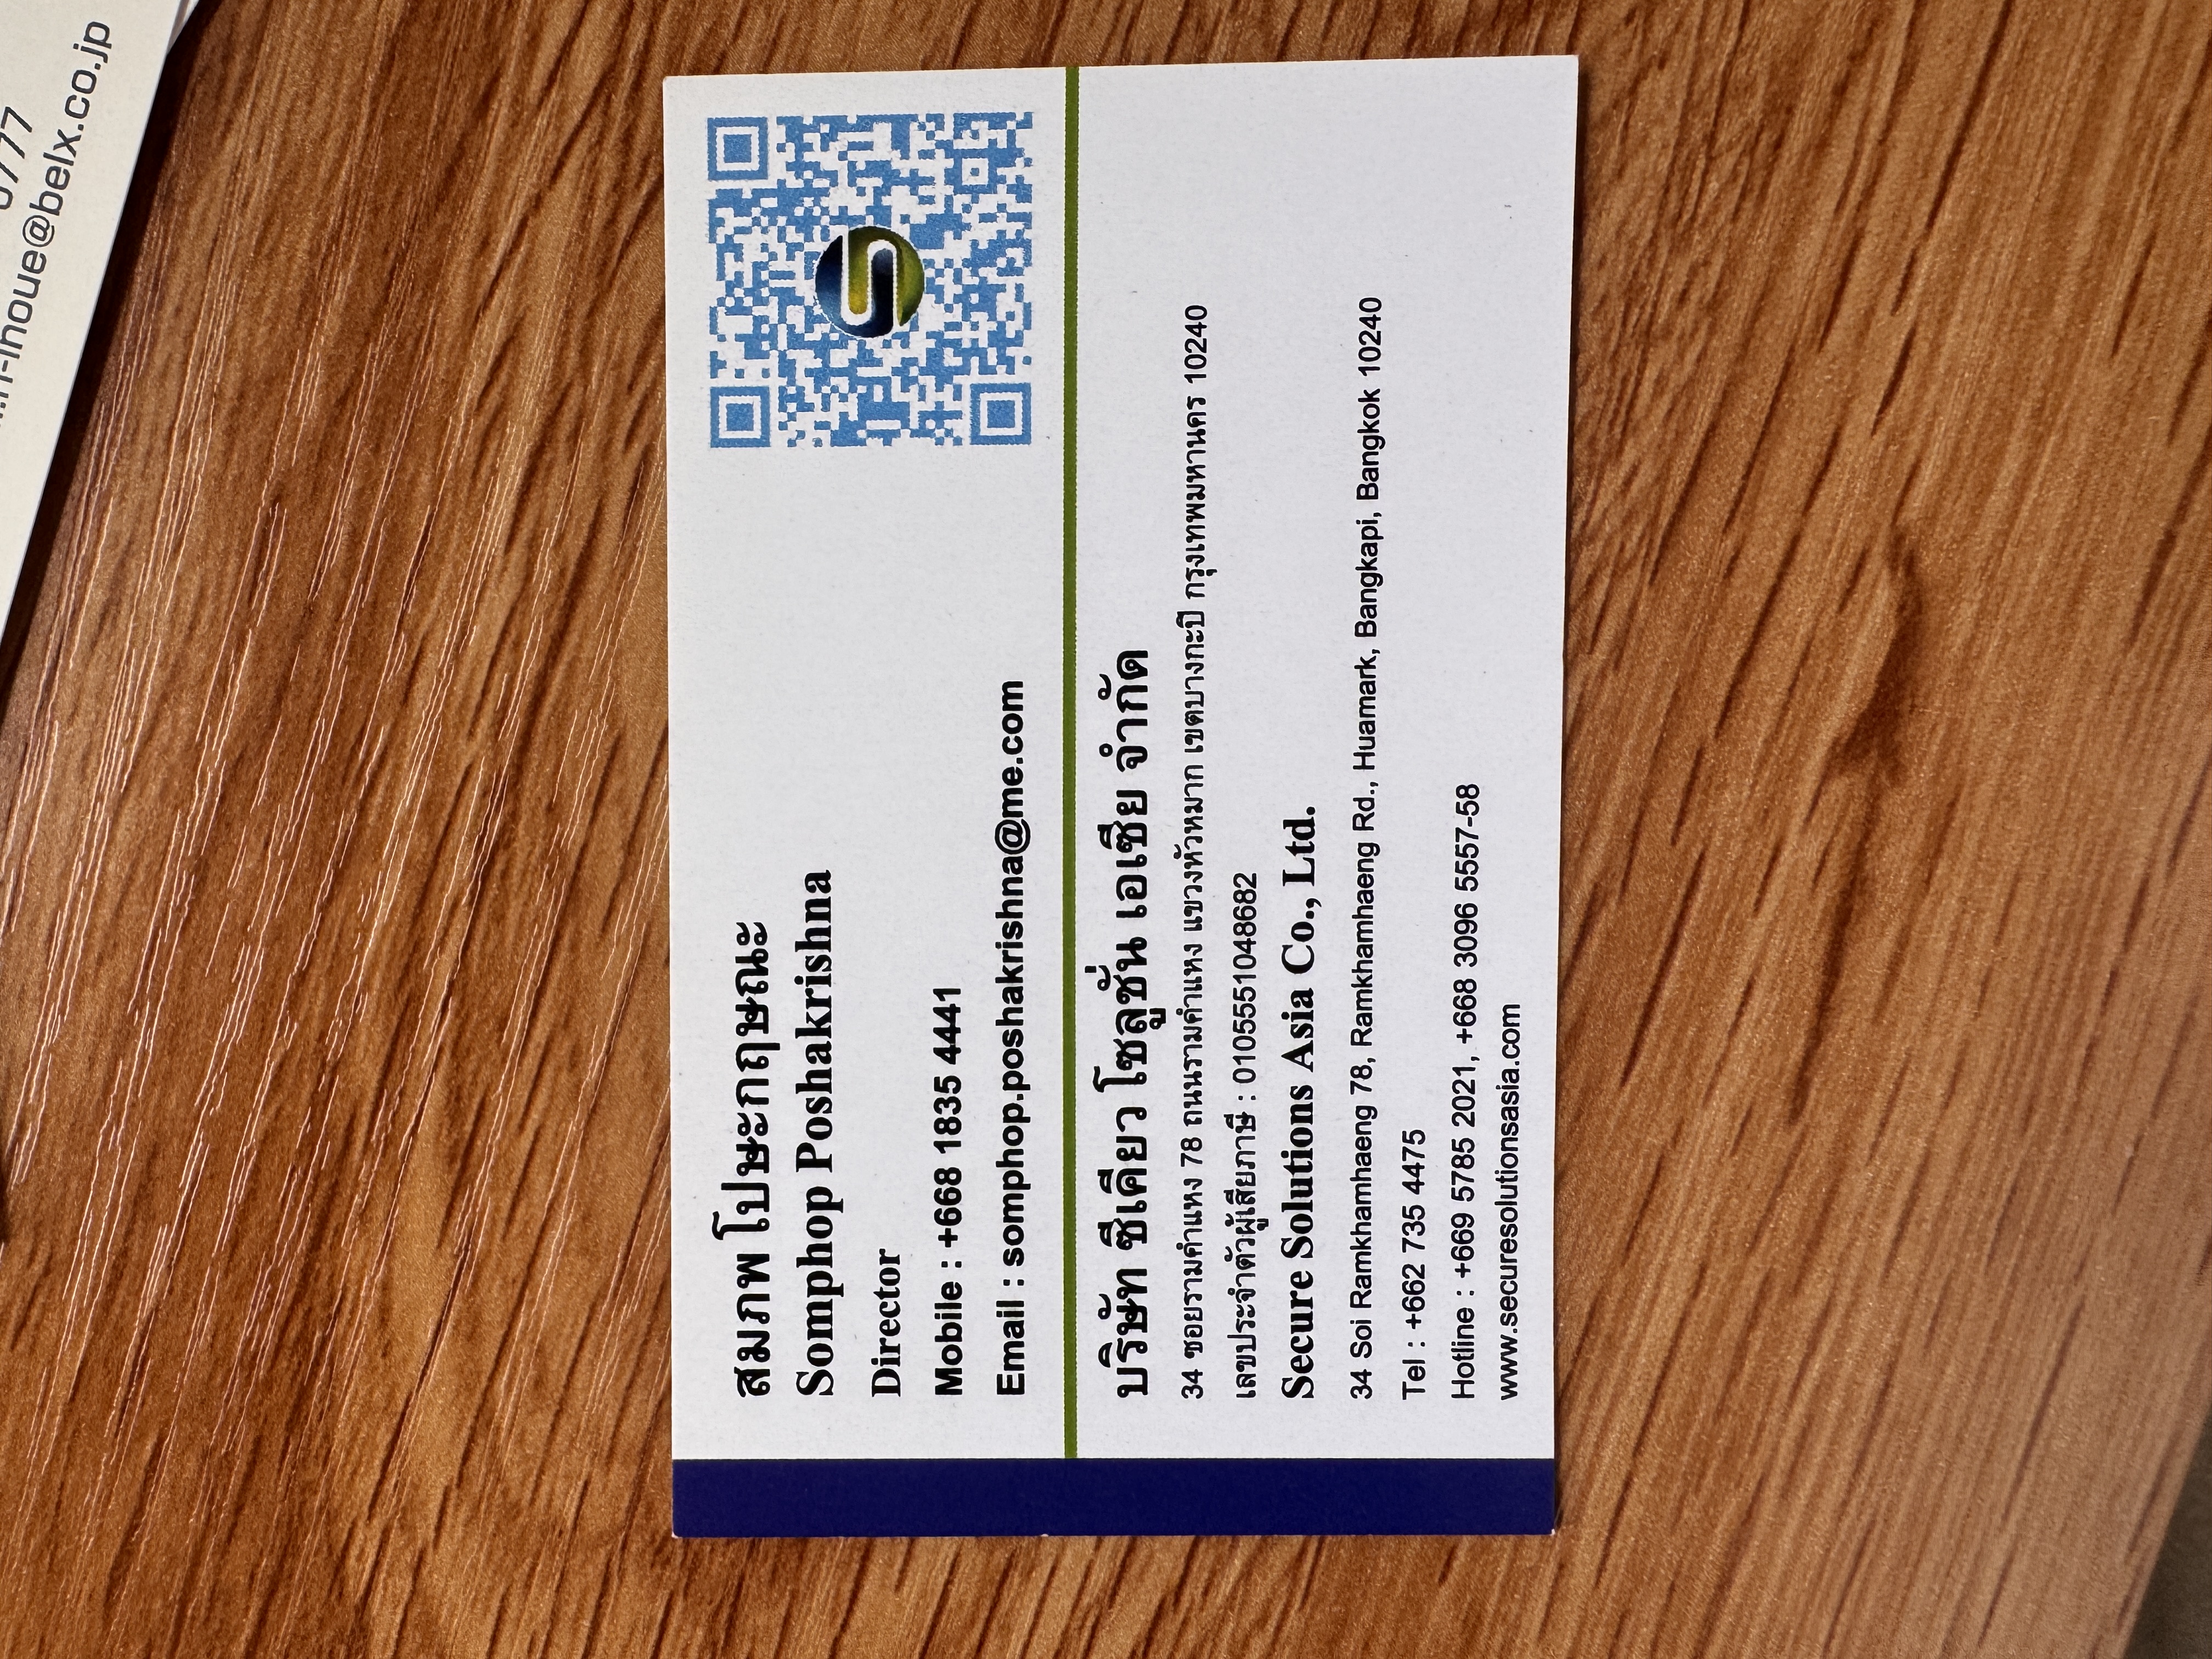 0777
n-inoue@belx.co.jp
สมภพ โปษะกฤษณะ
Somphop Poshakrishna
Director
Mobile : +668 1835 4441
Email : somphop.poshakrishna@me.com
บริษัท ซีเคียว โซลูชั่น เอเซีย จำกัด
34 ซอยรามคำแหง 78 ถนนรามคำแหง แขวงหัวหมาก เขตบางกะปิ กรุงเทพมหานคร 10240
เลขประจำตัวผู้เสียภาษี : 0105551048682
Secure Solutions Asia Co., Ltd.
34 Soi Ramkhamhaeng 78, Ramkhamhaeng Rd., Huamark, Bangkapi, Bangkok 10240
Tel : +662 735 4475
Hotline : +669 5785 2021, +668 3096 5557-58
www.securesolutionsasia.com